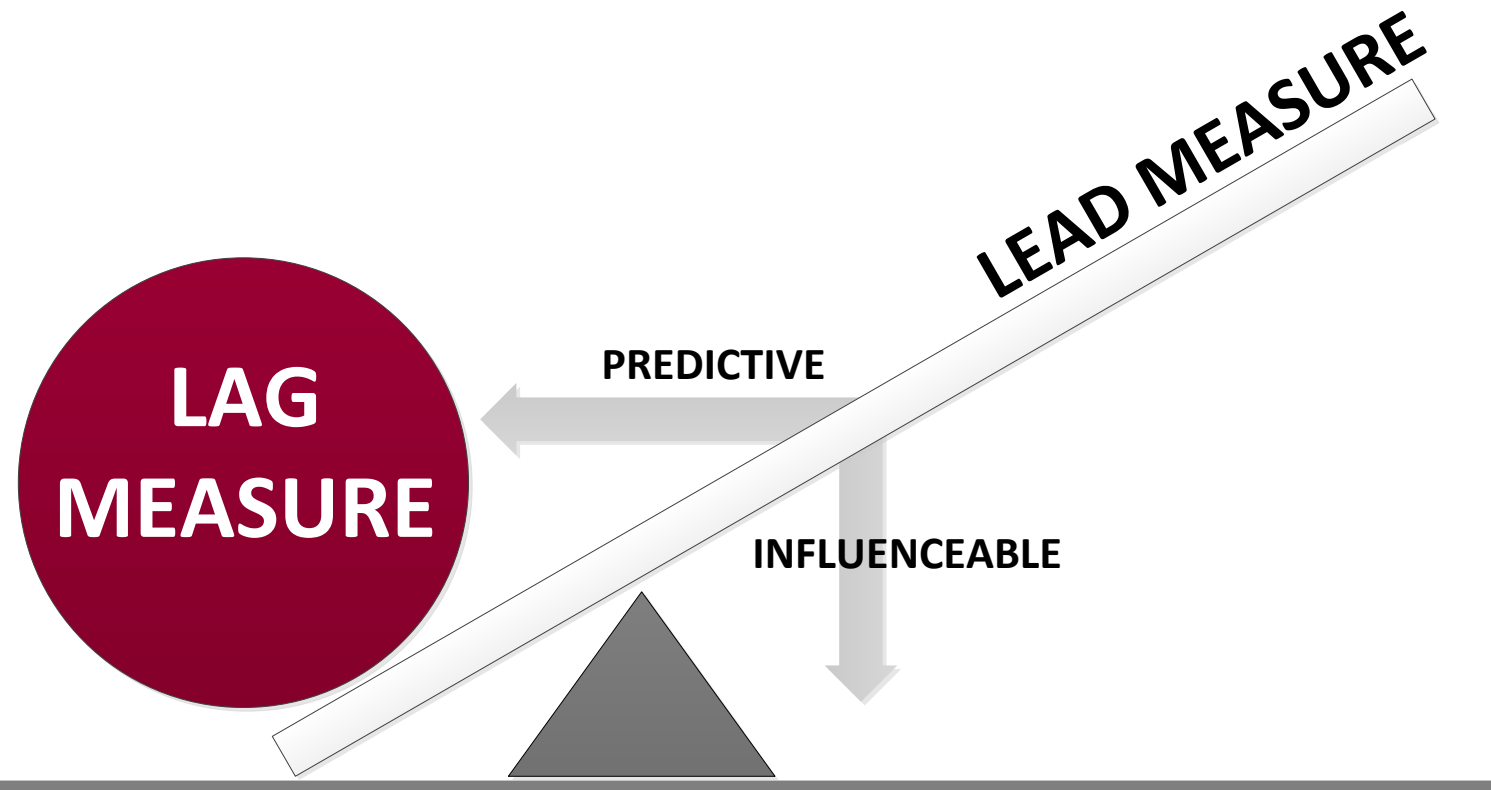 LEAD MEASURE
PREDICTIVE
LAG
MEASURE
INFLUENCEABLE